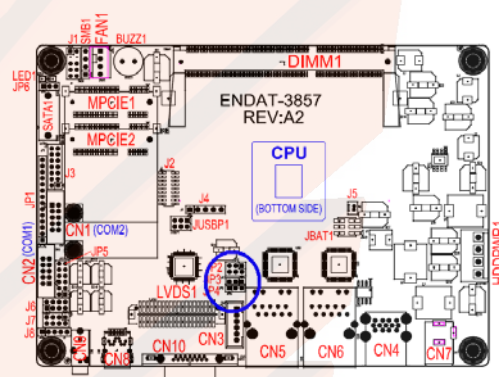 J1
SMB1
FAN1
BUZZ1
LED1
JP6
SATA1
MPCIE1
MPCIE2
DIMM1
ENDAT-3857
REV:A2
CPU
(BOTTOM SIDE)
J3
J2
JP1
J4
JUSBP1
J5
JBAT1
HDDPWR1
CN1 (COM2)
CN2 (COM1)
JP5
LVDS1
P2
P3
P4
J6
J7
J8
CN9
CN8
CN10
CN3
CN5
CN6
CN4
CN7